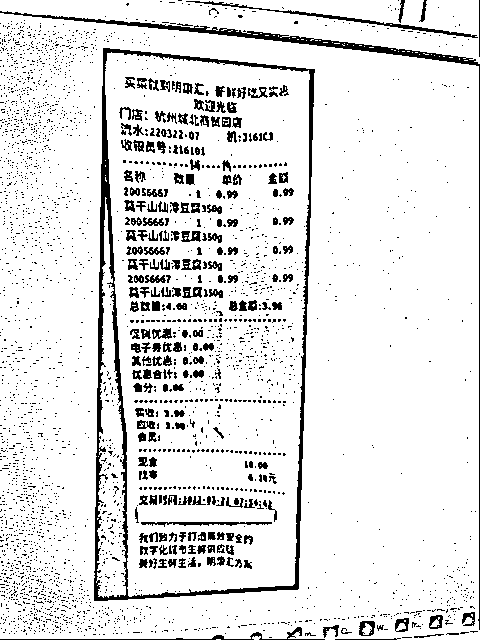 买菜就到明康汇，新鲜好吃又实惠
欢迎光临
门店：杭州城北商贸园店
流水:220322-07 机:3161C3
收银员号:216101
销 售
名称 数量 单价 金额
20056667 1 0.99 0.99
莫干山仙潭豆腐350g
20056667 1 0.99 0.99
莫干山仙潭豆腐350g
20056667 1 0.99 0.99
莫干山仙潭豆腐350g
20056667 1 0.99 0.99
莫干山仙潭豆腐350g
总数量:4.00 总金额:3.96
促销优惠: 0.00
电子券优惠: 0.00
其他优惠: 0.00
优惠合计: 0.00
舍分: 0.06
实收: 3.90
应收: 3.90
会员:
现金 10.00
找零 6.10元
交易时间:
我们致力于打造高效安全的
数字化城市生鲜供应链
美好生鲜生活，明康汇